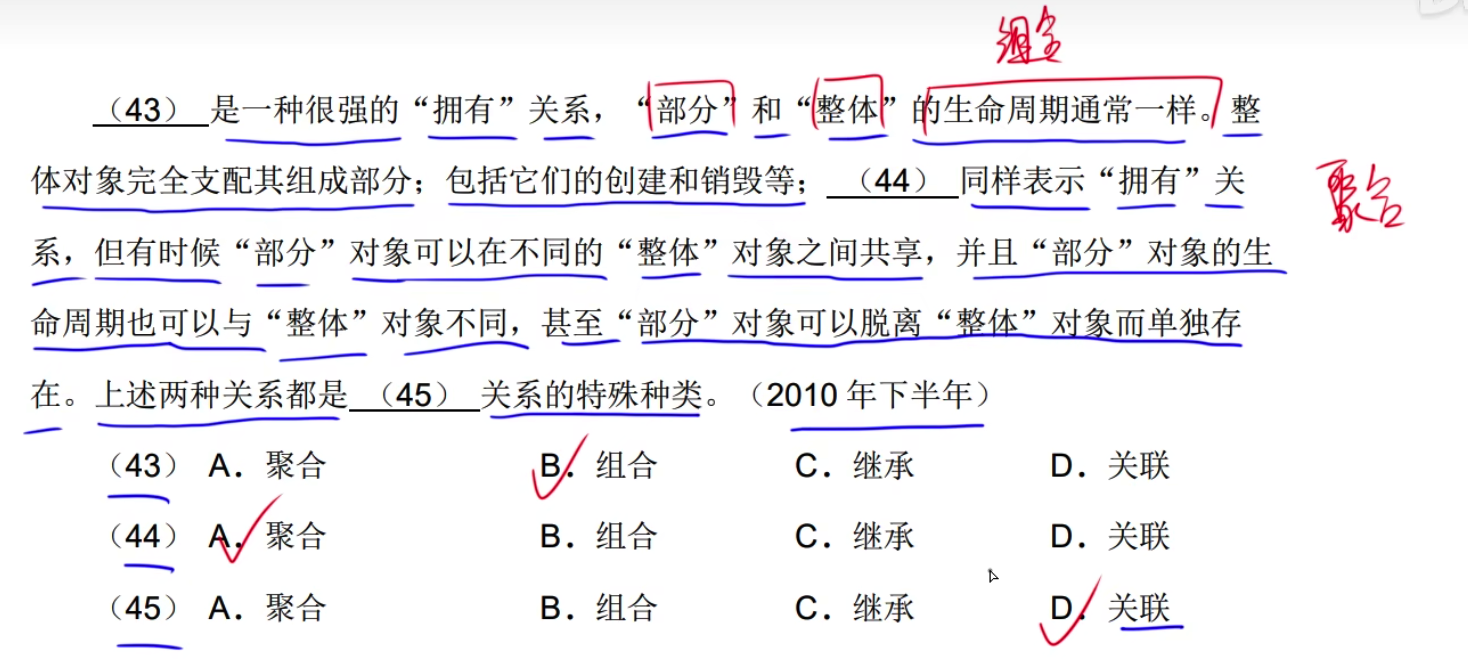 组合
（43）是一种很强的“拥有”关系，“部分”和“整体”的生命周期通常一样。整
体对象完全支配其组成部分；包括它们的创建和销毁等；（44）同样表示“拥有”关
聚合
系，但有时候“部分”对象可以在不同的“整体”对象之间共享，并且“部分”对象的生
命周期也可以与“整体”对象不同，甚至“部分”对象可以脱离“整体”对象而单独存
在。上述两种关系都是（45）关系的特殊种类。（2010 年下半年）
（43） A．聚合 B．组合 C．继承 D．关联
（44） A．聚合 B．组合 C．继承 D．关联
（45） A．聚合 B．组合 C．继承 D．关联